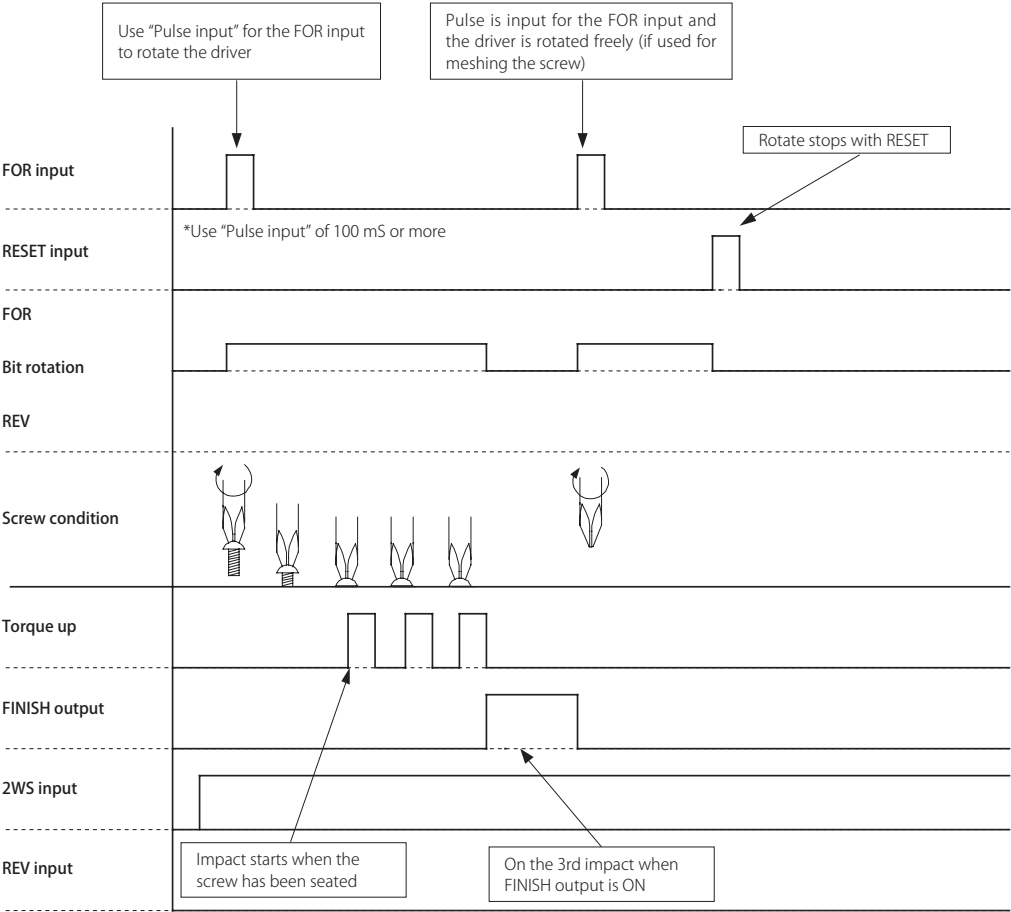 Use “Pulse input” for the FOR input
to rotate the driver
Pulse is input for the FOR input and
the driver is rotated freely (if used for
meshing the screw)
Rotate stops with RESET
FOR input
*Use “Pulse input” of 100 mS or more
RESET input
FOR
Bit rotation
REV
Screw condition
Torque up
FINISH output
2WS input
Impact starts when the
screw has been seated
On the 3rd impact when
FINISH output is ON
REV input